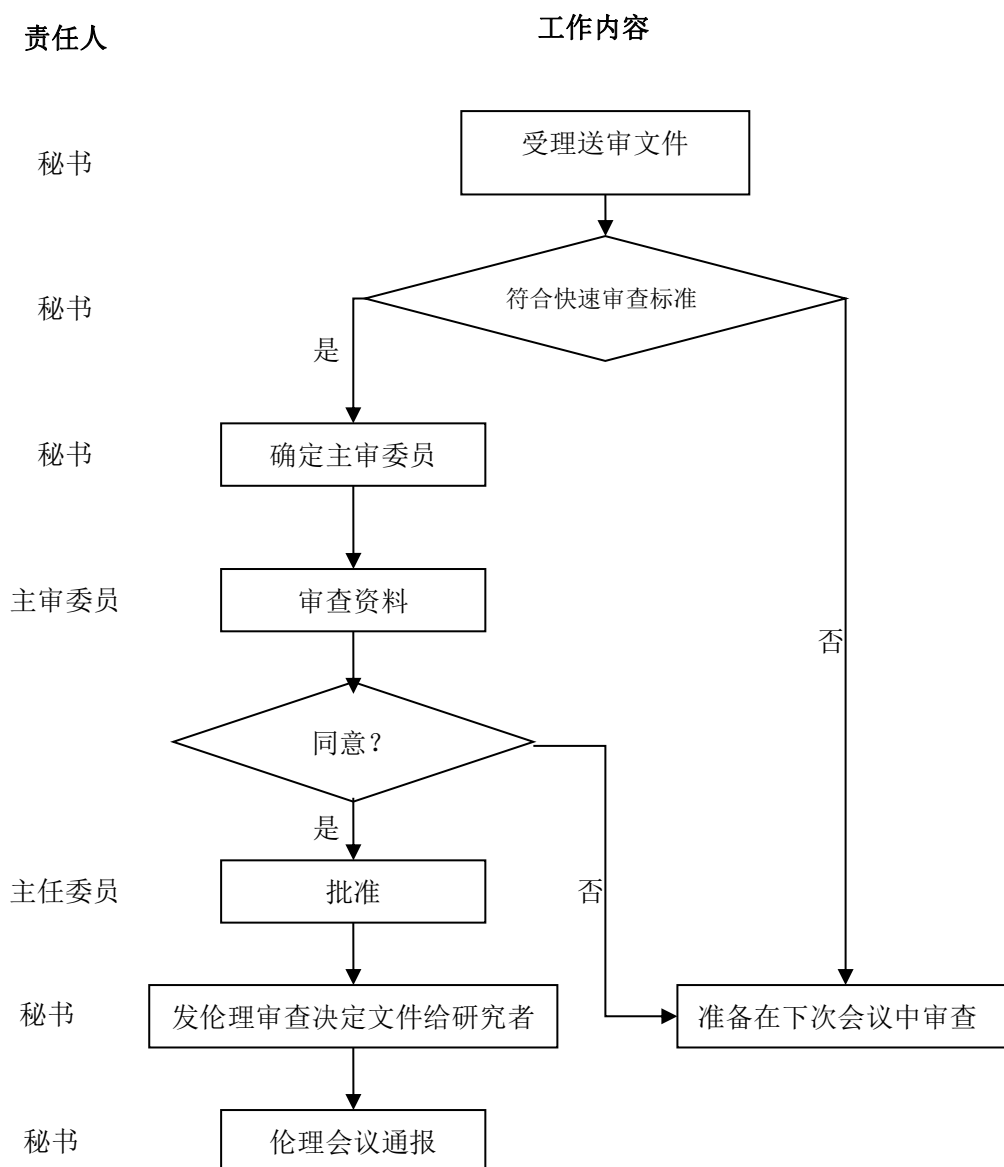 责任人
工作内容
秘书
受理送审文件
秘书
符合快速审查标准
是
秘书
确定主审委员
主审委员
审查资料
否
同意？
是
主任委员
批准
否
秘书
发伦理审查决定文件给研究者
准备在下次会议中审查
秘书
伦理会议通报